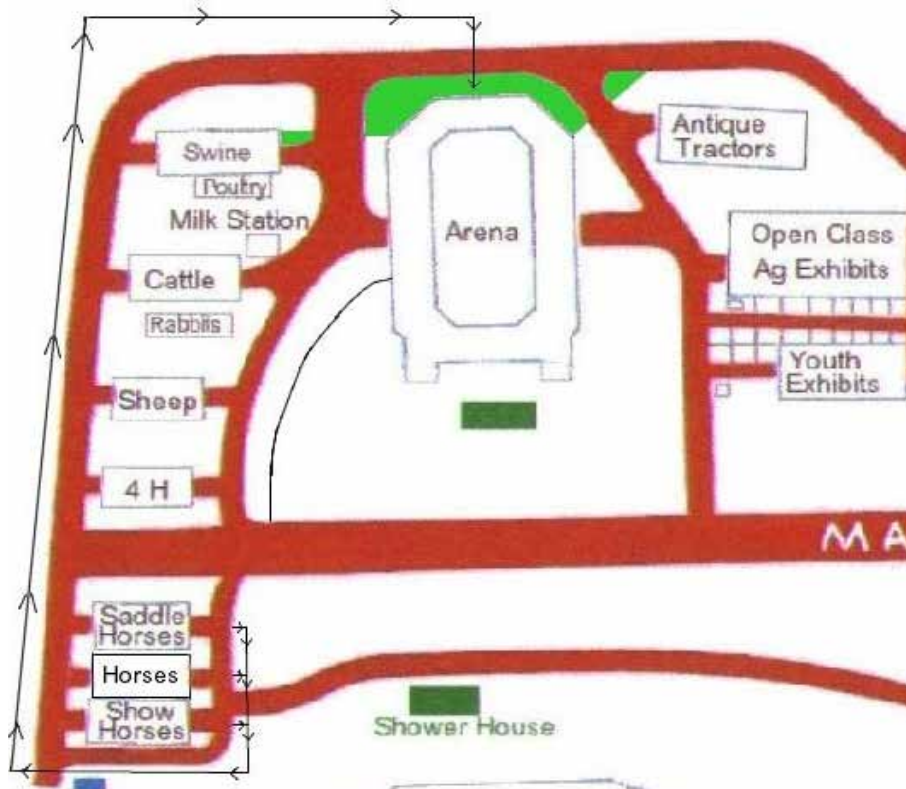 Swine
Poultry
Milk Station
Cattle
Rabbits
Sheep
4 H
Arena
Antique
Tractors
Open Class
Ag Exhibits
Youth
Exhibits
MA
Saddle
Horses
Horses
Show
Horses
Shower House